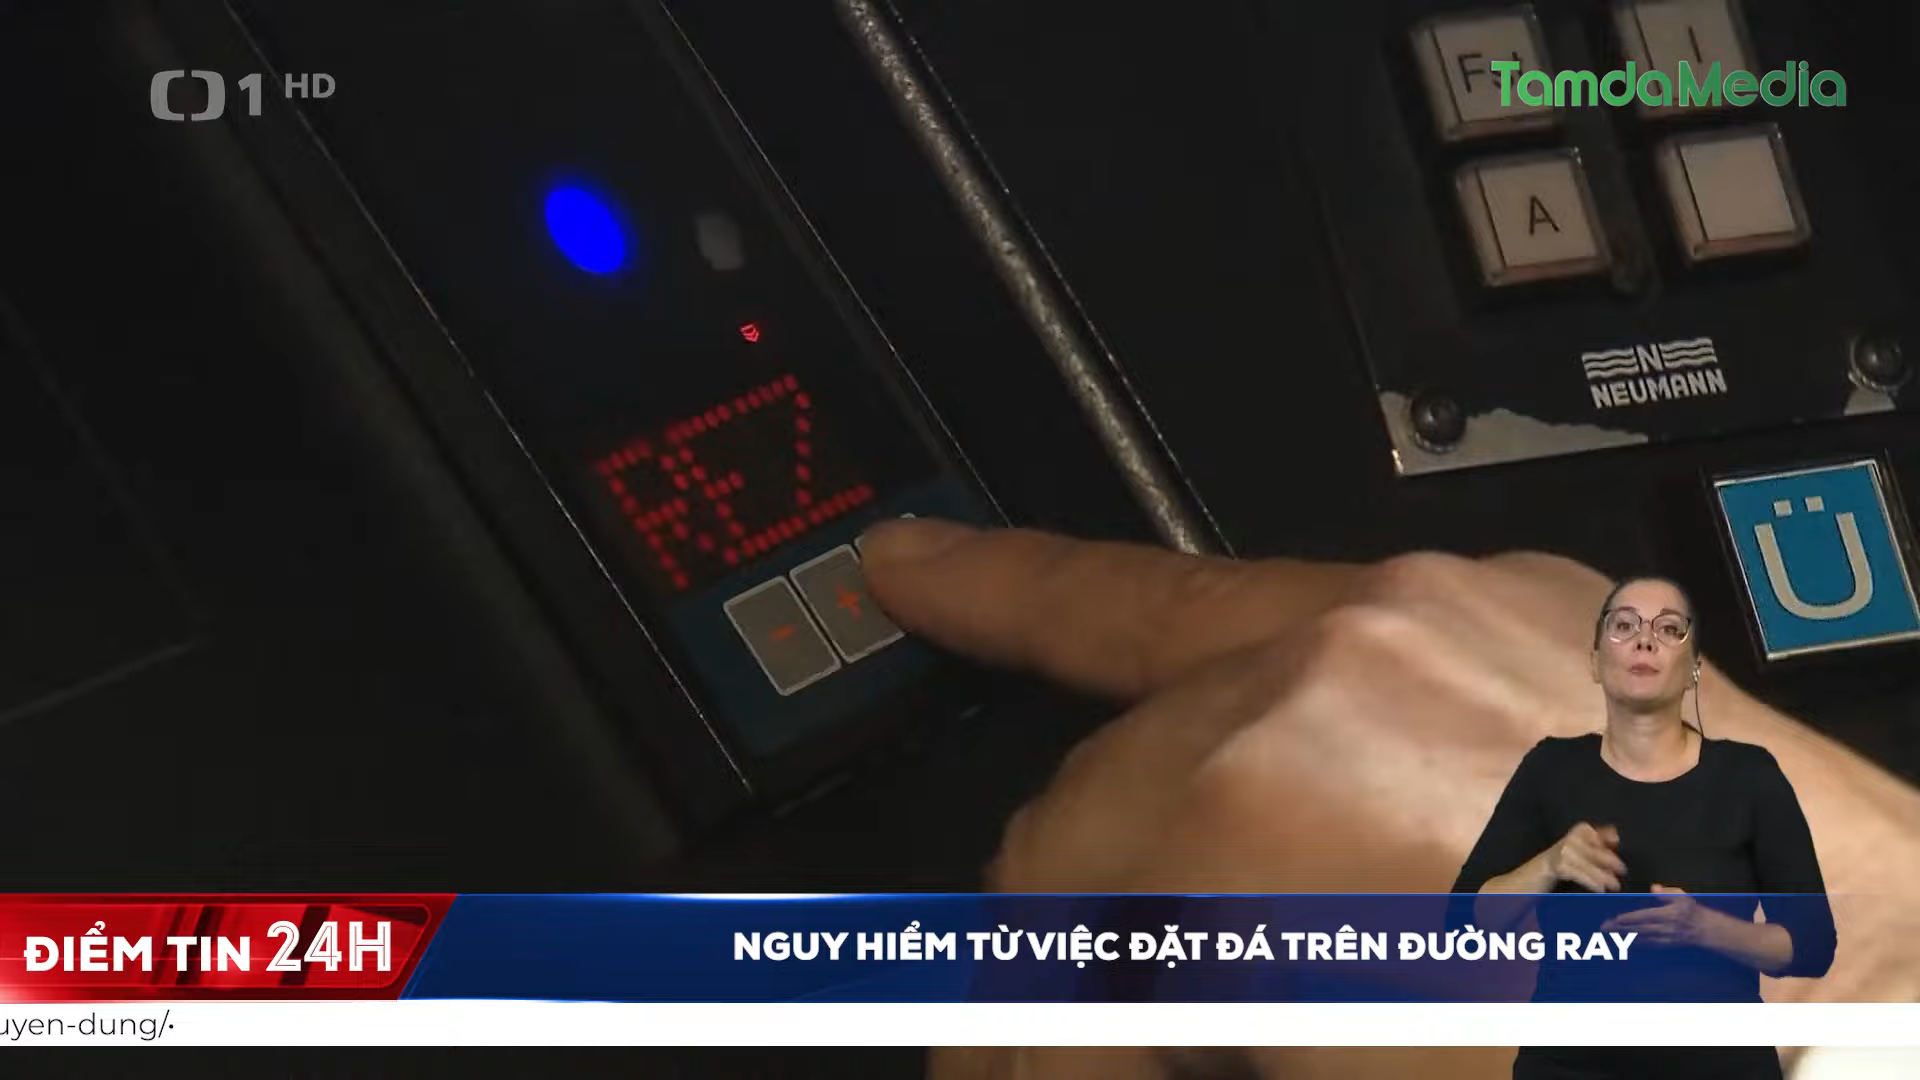 1 HD
TamdaMedia
I
A
N
NEUMANN
Ü
- +
ĐIỂM TIN 24H
NGUY HIỂM TỪ VIỆC ĐẶT ĐÁ TRÊN ĐƯỜNG RAY
uyen-dung/•